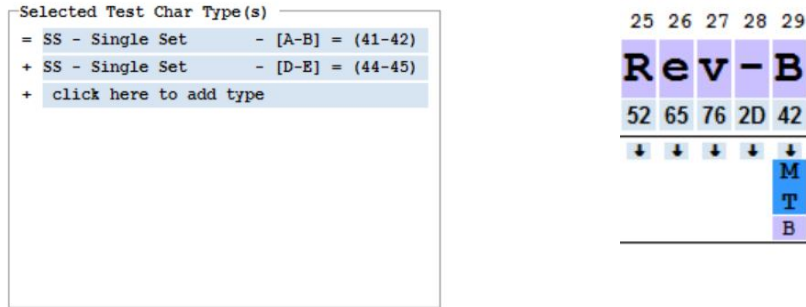 Selected Test Char Type(s)
= SS - Single Set - [A-B] = (41-42)
+ SS - Single Set - [D-E] = (44-45)
+ click here to add type
25 26 27 28 29
R e v - B
52 65 76 2D 42
↓ ↓ ↓ ↓ ↓
M
T
B